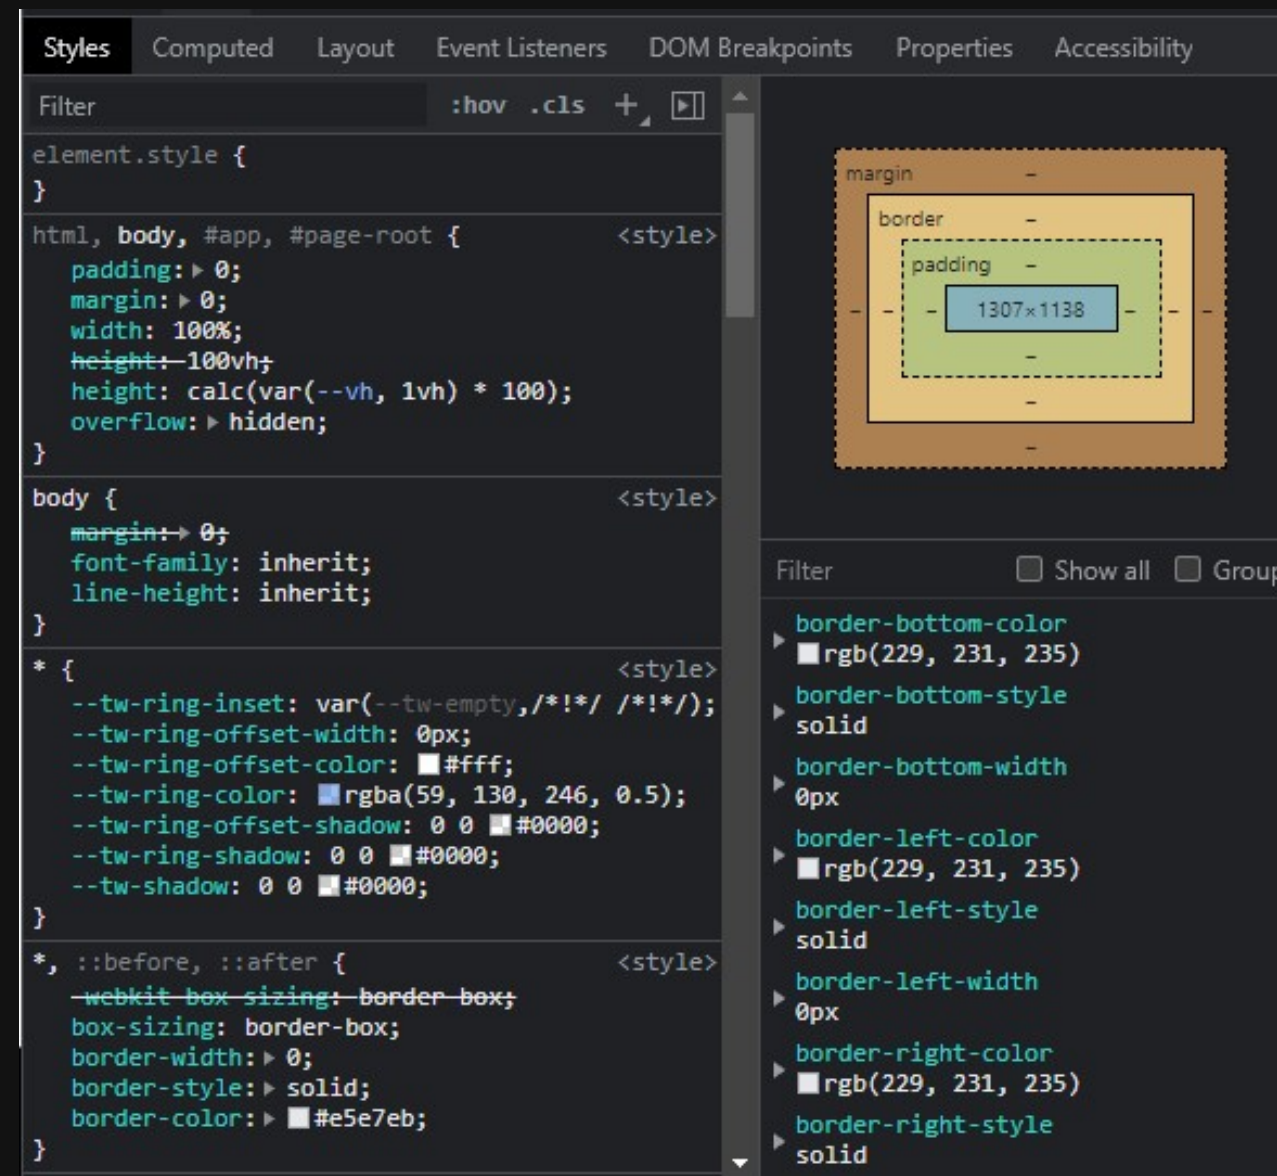 Styles Computed Layout Event Listeners DOM Breakpoints Properties Accessibility
Filter :hov .cls +
element.style {
}
html, body, #app, #page-root { <style>
padding: 0;
margin: 0;
width: 100%;
height: 100vh;
height: calc(var(--vh, 1vh) * 100);
overflow: hidden;
}
body { <style>
margin: 0;
font-family: inherit;
line-height: inherit;
}
* { <style>
--tw-ring-inset: var(--tw-empty,/*!*/ /*!*/);
--tw-ring-offset-width: 0px;
--tw-ring-offset-color: #fff;
--tw-ring-color: rgba(59, 130, 246, 0.5);
--tw-ring-offset-shadow: 0 0 #0000;
--tw-ring-shadow: 0 0 #0000;
--tw-shadow: 0 0 #0000;
}
*, ::before, ::after { <style>
-webkit-box-sizing: border-box;
box-sizing: border-box;
border-width: 0;
border-style: solid;
border-color: #e5e7eb;
}
margin –
border –
padding –
– – – 1307×1138 – – –
–
–
–
Filter Show all Group
border-bottom-color
rgb(229, 231, 235)
border-bottom-style
solid
border-bottom-width
0px
border-left-color
rgb(229, 231, 235)
border-left-style
solid
border-left-width
0px
border-right-color
rgb(229, 231, 235)
border-right-style
solid